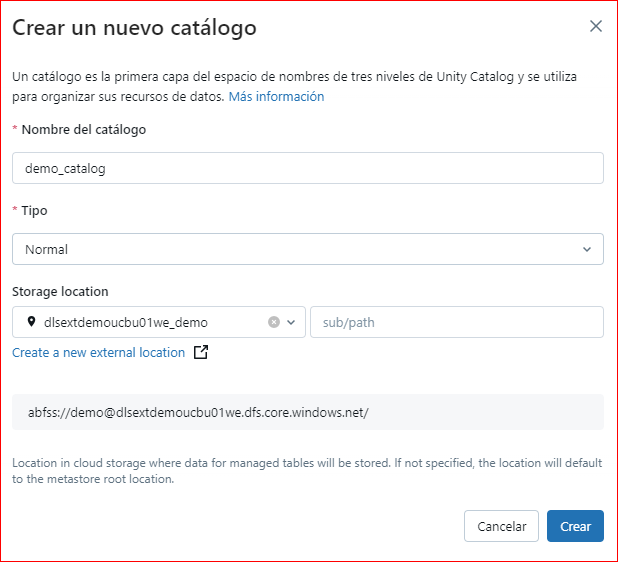 Crear un nuevo catálogo
Un catálogo es la primera capa del espacio de nombres de tres niveles de Unity Catalog y se utiliza
para organizar sus recursos de datos. Más información
* Nombre del catálogo
demo_catalog
* Tipo
Normal
Storage location
dlsextdemoucbu01we_demo
sub/path
Create a new external location
abfss://demo@dlsextdemoucbu01we.dfs.core.windows.net/
Location in cloud storage where data for managed tables will be stored. If not specified, the location will default
to the metastore root location.
Cancelar
Crear